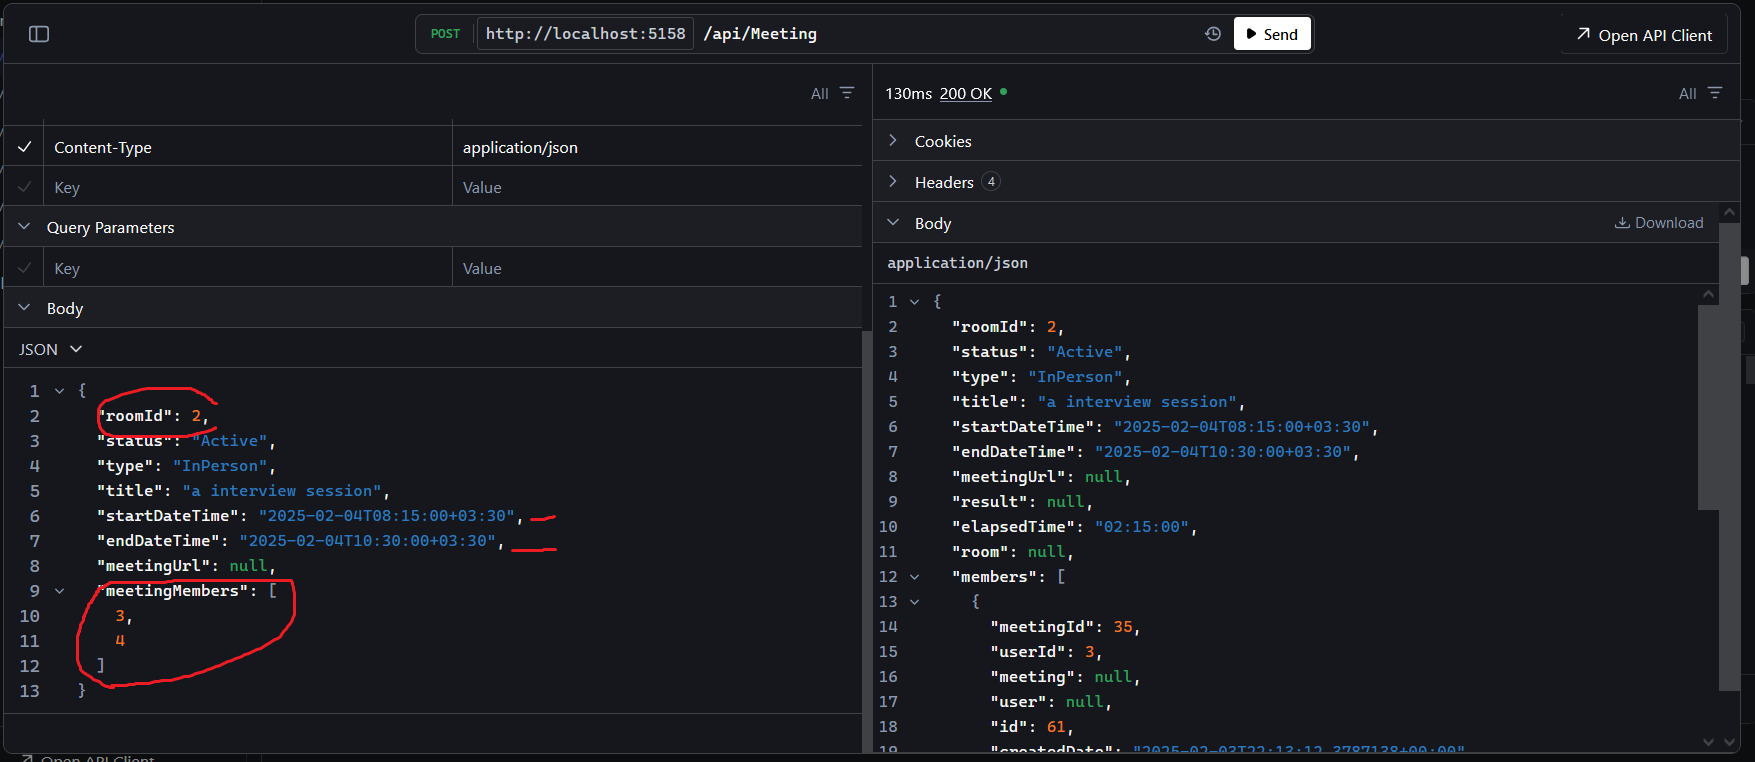 POST http://localhost:5158 /api/Meeting Send Open API Client
All
Content-Type application/json
Key Value
Query Parameters
Key Value
Body
JSON
1 {
2 "roomId": 2,
3 "status": "Active",
4 "type": "InPerson",
5 "title": "a interview session",
6 "startDateTime": "2025-02-04T08:15:00+03:30",
7 "endDateTime": "2025-02-04T10:30:00+03:30",
8 "meetingUrl": null,
9 "meetingMembers": [
10 3,
11 4
12 ]
13 }
130ms 200 OK All
Cookies
Headers 4
Body Download
application/json
1 {
2 "roomId": 2,
3 "status": "Active",
4 "type": "InPerson",
5 "title": "a interview session",
6 "startDateTime": "2025-02-04T08:15:00+03:30",
7 "endDateTime": "2025-02-04T10:30:00+03:30",
8 "meetingUrl": null,
9 "result": null,
10 "elapsedTime": "02:15:00",
11 "room": null,
12 "members": [
13 {
14 "meetingId": 35,
15 "userId": 3,
16 "meeting": null,
17 "user": null,
18 "id": 61,
19 "createdDate": "2025-02-03T22:13:12.3787138+00:00"
Open API Client